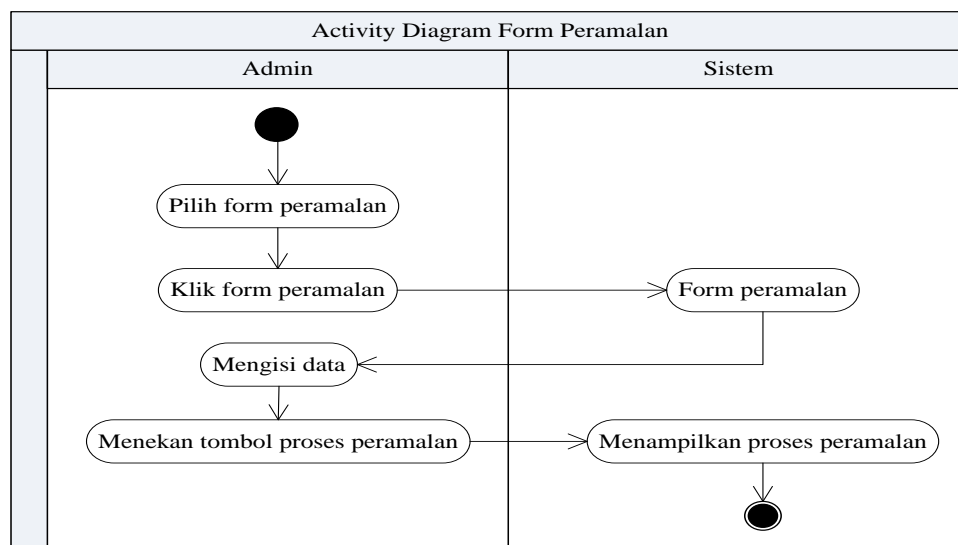 Activity Diagram Form Peramalan
Admin
Sistem
Pilih form peramalan
Klik form peramalan
Form peramalan
Mengisi data
Menekan tombol proses peramalan
Menampilkan proses peramalan